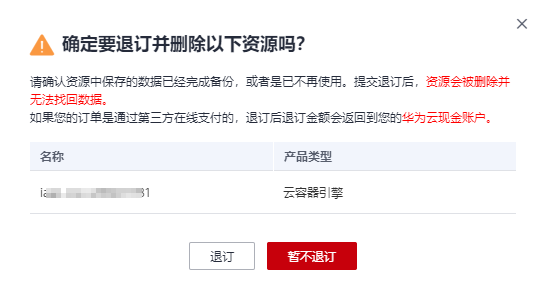 确定要退订并删除以下资源吗?
请确认资源中保存的数据已经完成备份，或者是已不再使用。提交退订后，资源会被删除并
无法找回数据。
如果您的订单是通过第三方在线支付的，退订后退订金额会返回到您的华为云现金账户。
名称 产品类型
云容器引擎
退订 暂不退订